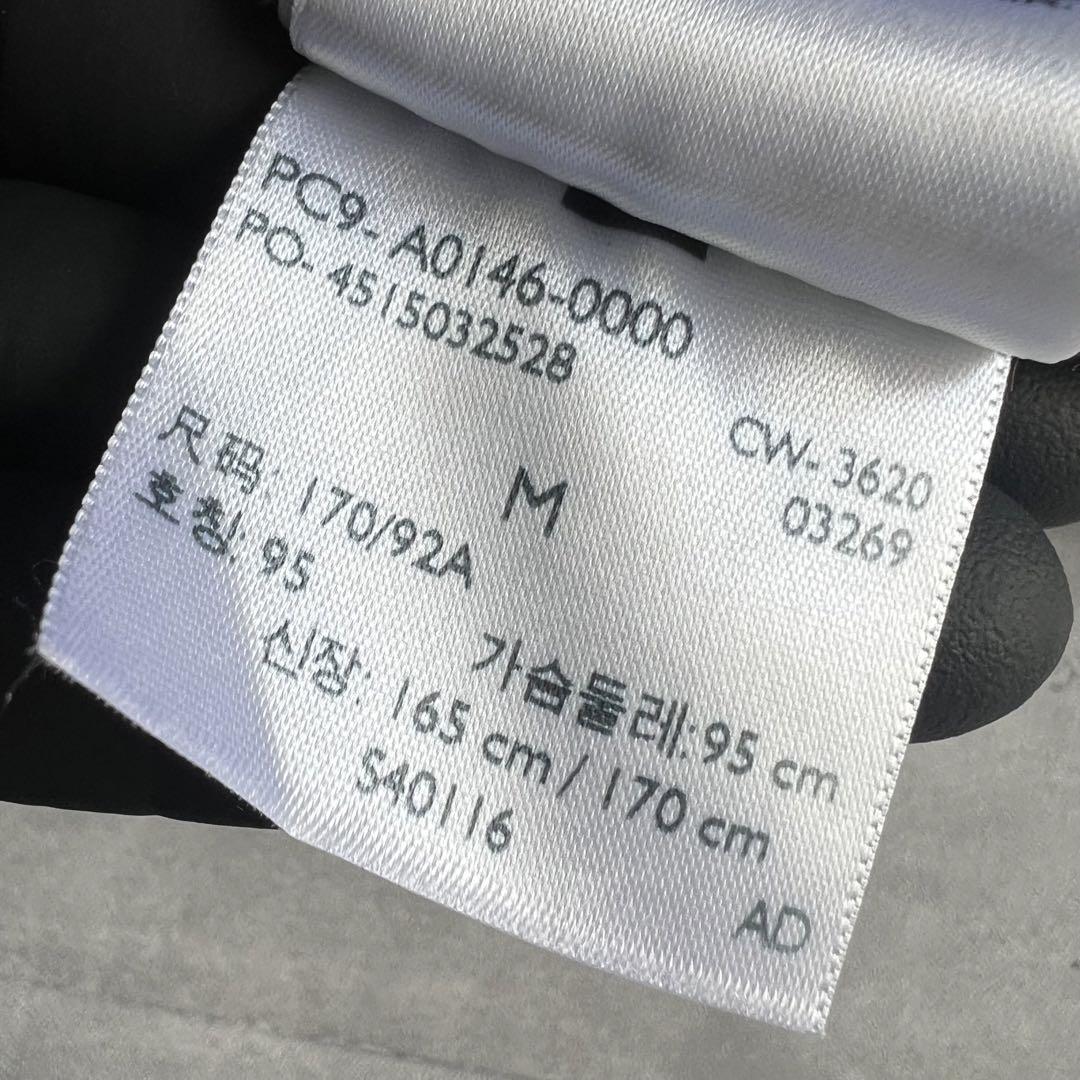 PC9- A0146-0000
PO- 4515032528
CW- 3620
03269
M
尺码: 170/92A
호칭: 95
가슴둘레: 95 cm
신장: 165 cm / 170 cm
540116
AD